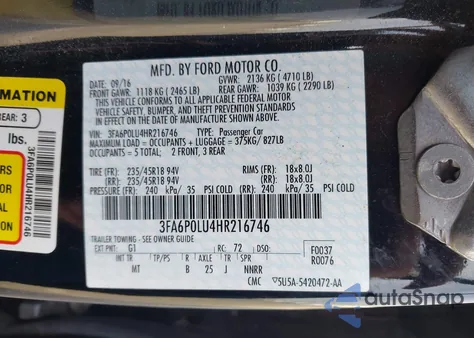 MFD. BY FORD MOTOR CO.
DATE: 09/16 GVWR: 2136 KG ( 4710 LB)
FRONT GAWR: 1118 KG ( 2465 LB) REAR GAWR: 1039 KG ( 2290 LB)
THIS VEHICLE CONFORMS TO ALL APPLICABLE FEDERAL MOTOR
VEHICLE SAFETY, BUMPER, AND THEFT PREVENTION STANDARDS
IN EFFECT ON THE DATE OF MANUFACTURE SHOWN ABOVE.
VIN: 3FA6P0LU4HR216746 TYPE: Passenger Car
MAXIMUM LOAD = OCCUPANTS + LUGGAGE = 375KG/ 827LB
OCCUPANTS = 5 TOTAL: 2 FRONT, 3 REAR
TIRE (FR): 235/45R18 94V RIMS (FR): 18x8.0J
(RR): 235/45R18 94V (RR): 18x8.0J
PRESSURE (FR): 240 kPa/ 35 PSI COLD (RR): 240 kPa/ 35 PSI COLD
3FA6P0LU4HR216746
TRAILER TOWING - SEE OWNER GUIDE
EXT PNT: G1 RC: 72 DSO: F0037
R0076
INT TR TP/PS R AXLE TR SPR
MT B 25 J NNRR
CMC 5U5A-5420472-AA
RMATION
REAR: 3
lbs.
3FA6P0LU4HR216746
autoSnap